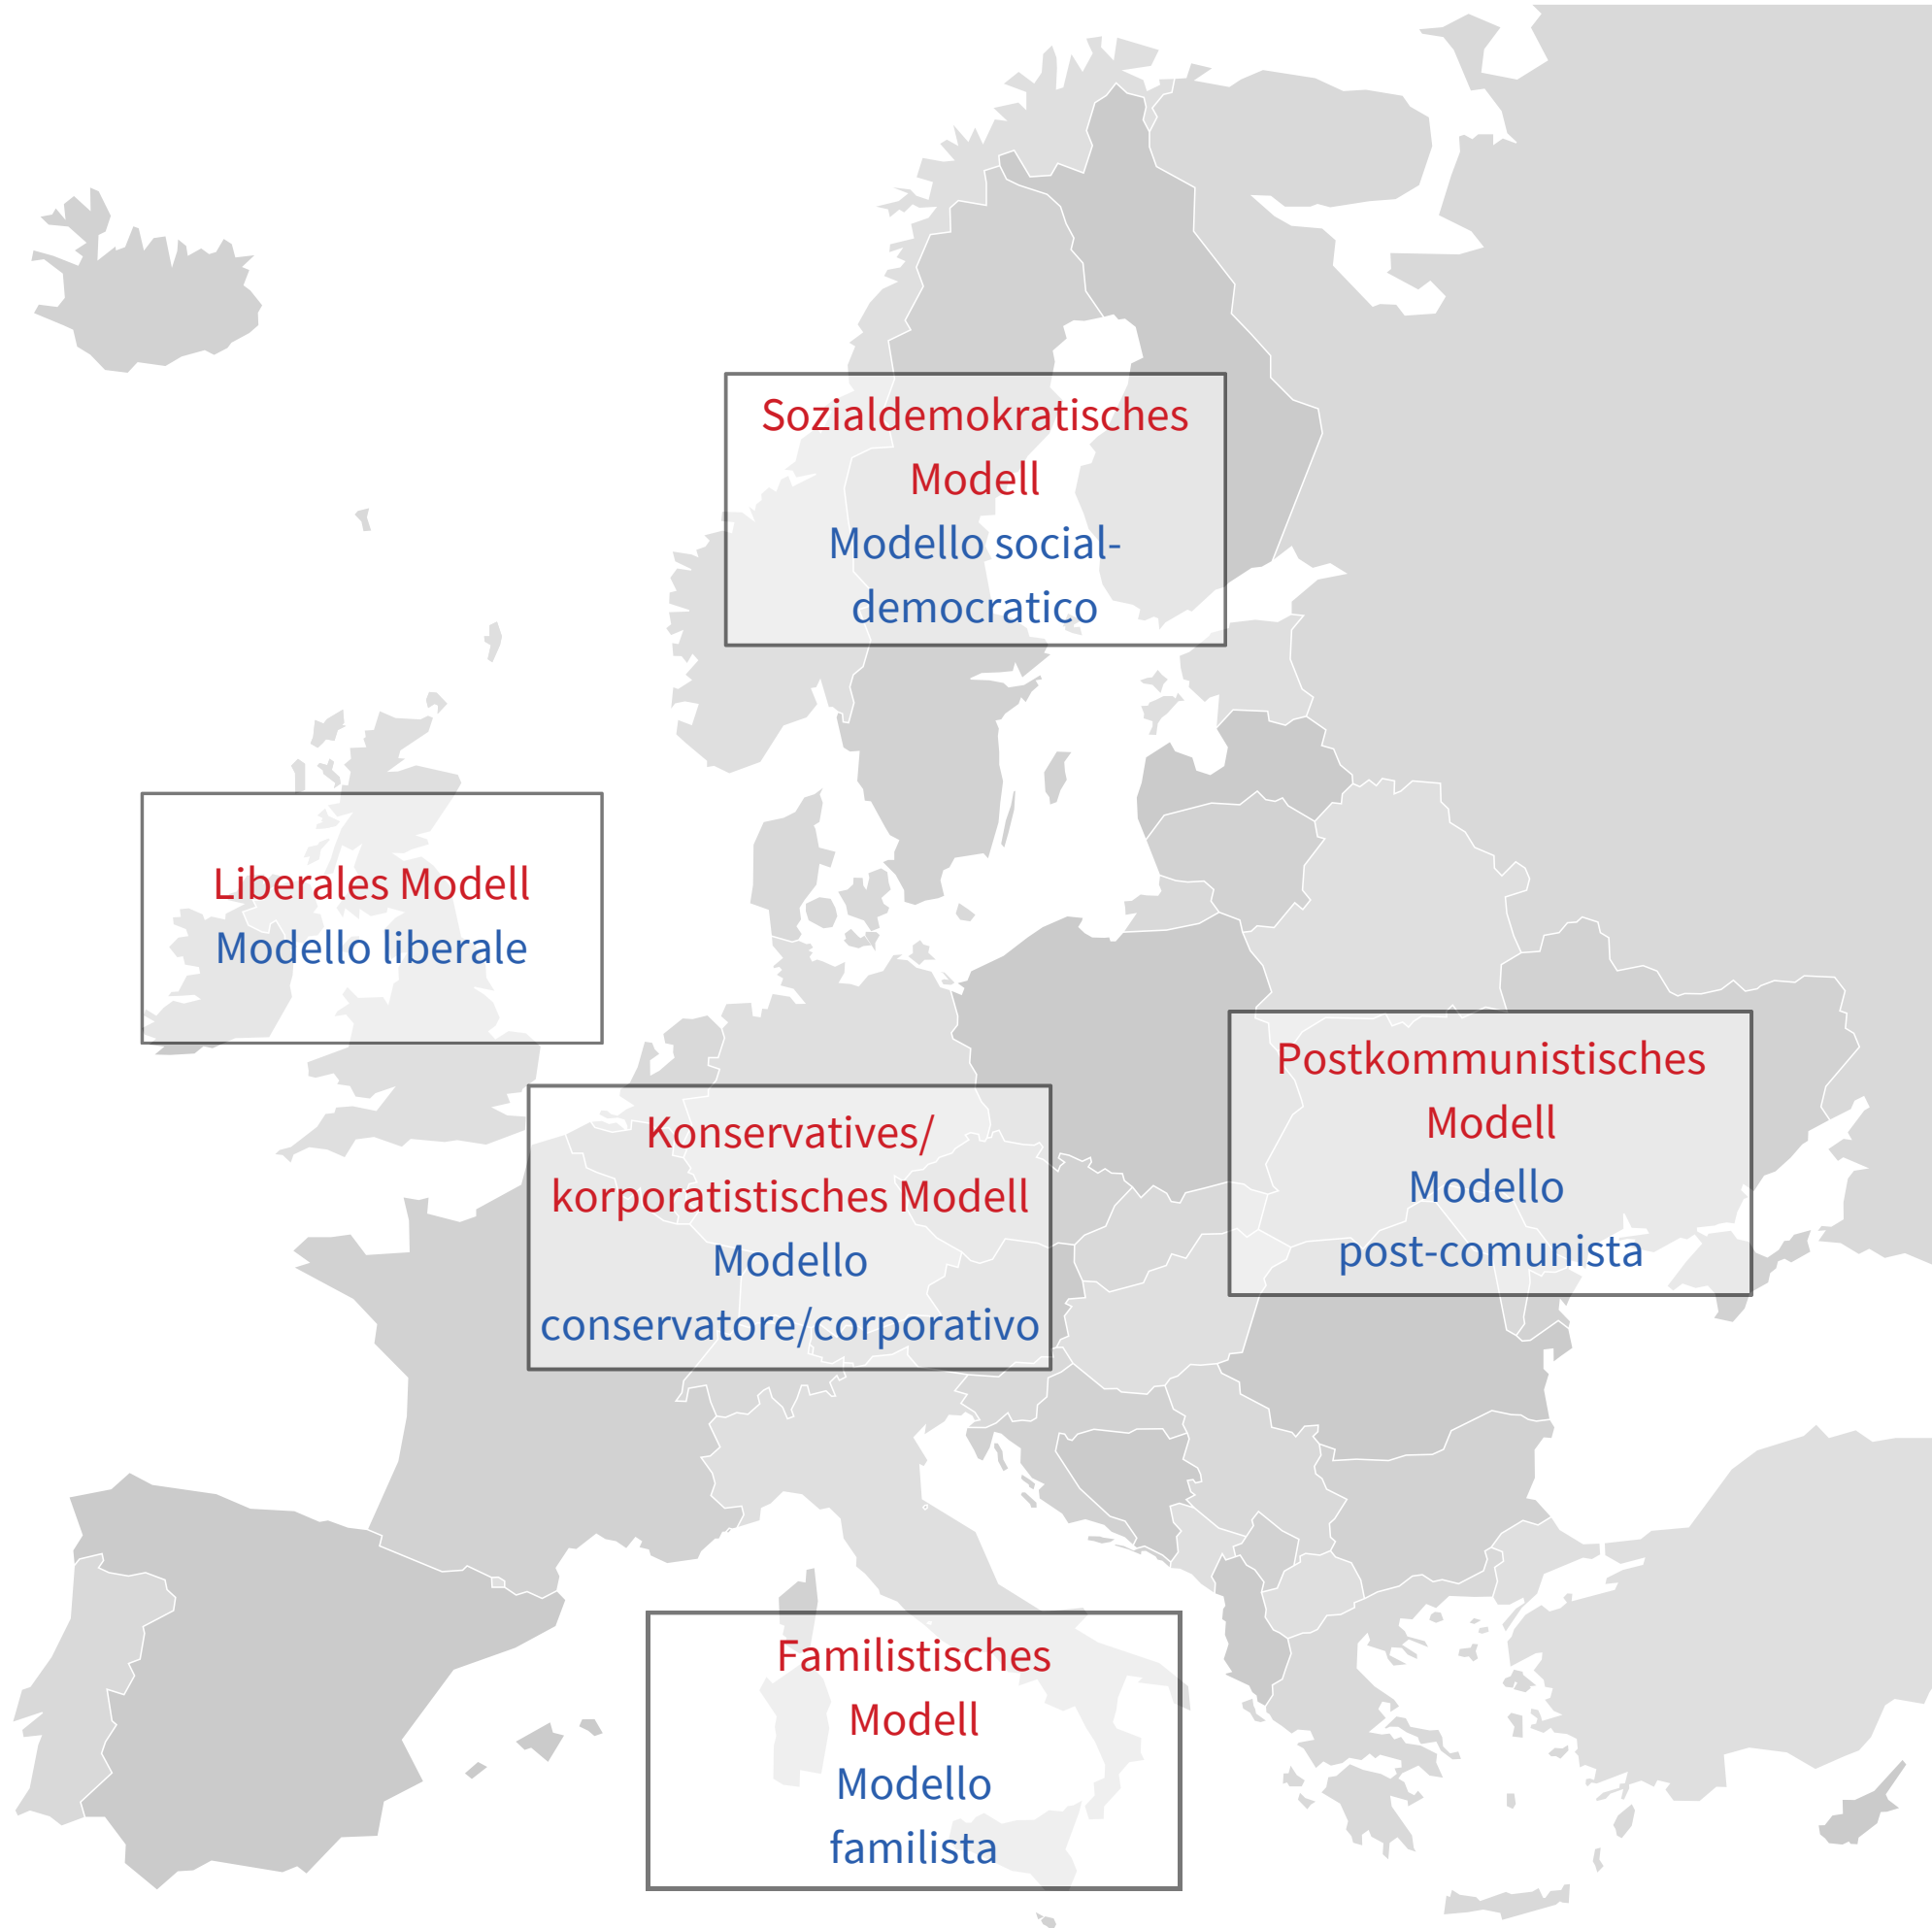 Sozialdemokratisches
Modell
Modello social-
democratico
Liberales Modell
Modello liberale
Postkommunistisches
Modell
Modello
post-comunista
Konservatives/
korporatistisches Modell
Modello
conservatore/corporativo
Familistisches
Modell
Modello
familista